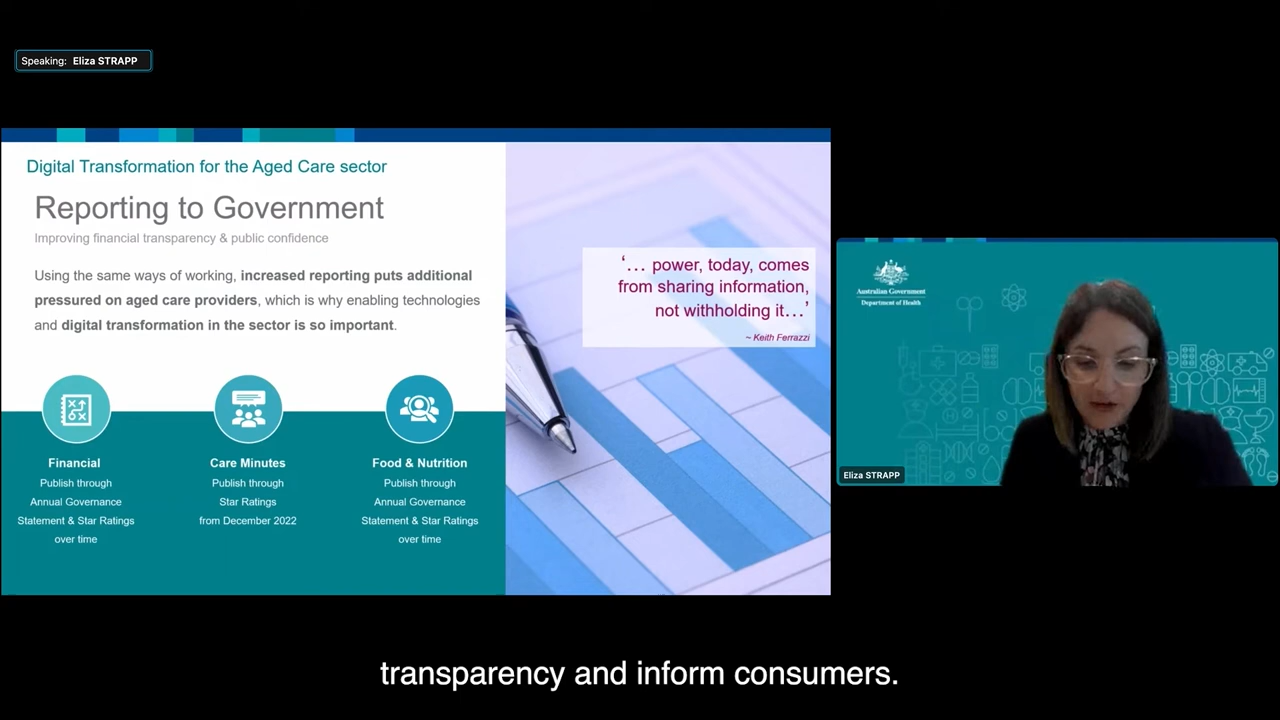 Speaking: Eliza STRAPP
Digital Transformation for the Aged Care sector
Reporting to Government
Improving financial transparency & public confidence
Using the same ways of working, increased reporting puts additional
pressured on aged care providers, which is why enabling technologies
and digital transformation in the sector is so important.
Financial
Publish through
Annual Governance
Statement & Star Ratings
over time
Care Minutes
Publish through
Star Ratings
from December 2022
Food & Nutrition
Publish through
Annual Governance
Statement & Star Ratings
over time
‘… power, today, comes
from sharing information,
not withholding it…’
~ Keith Ferrazzi
Australian Government
Department of Health
Eliza STRAPP
transparency and inform consumers.